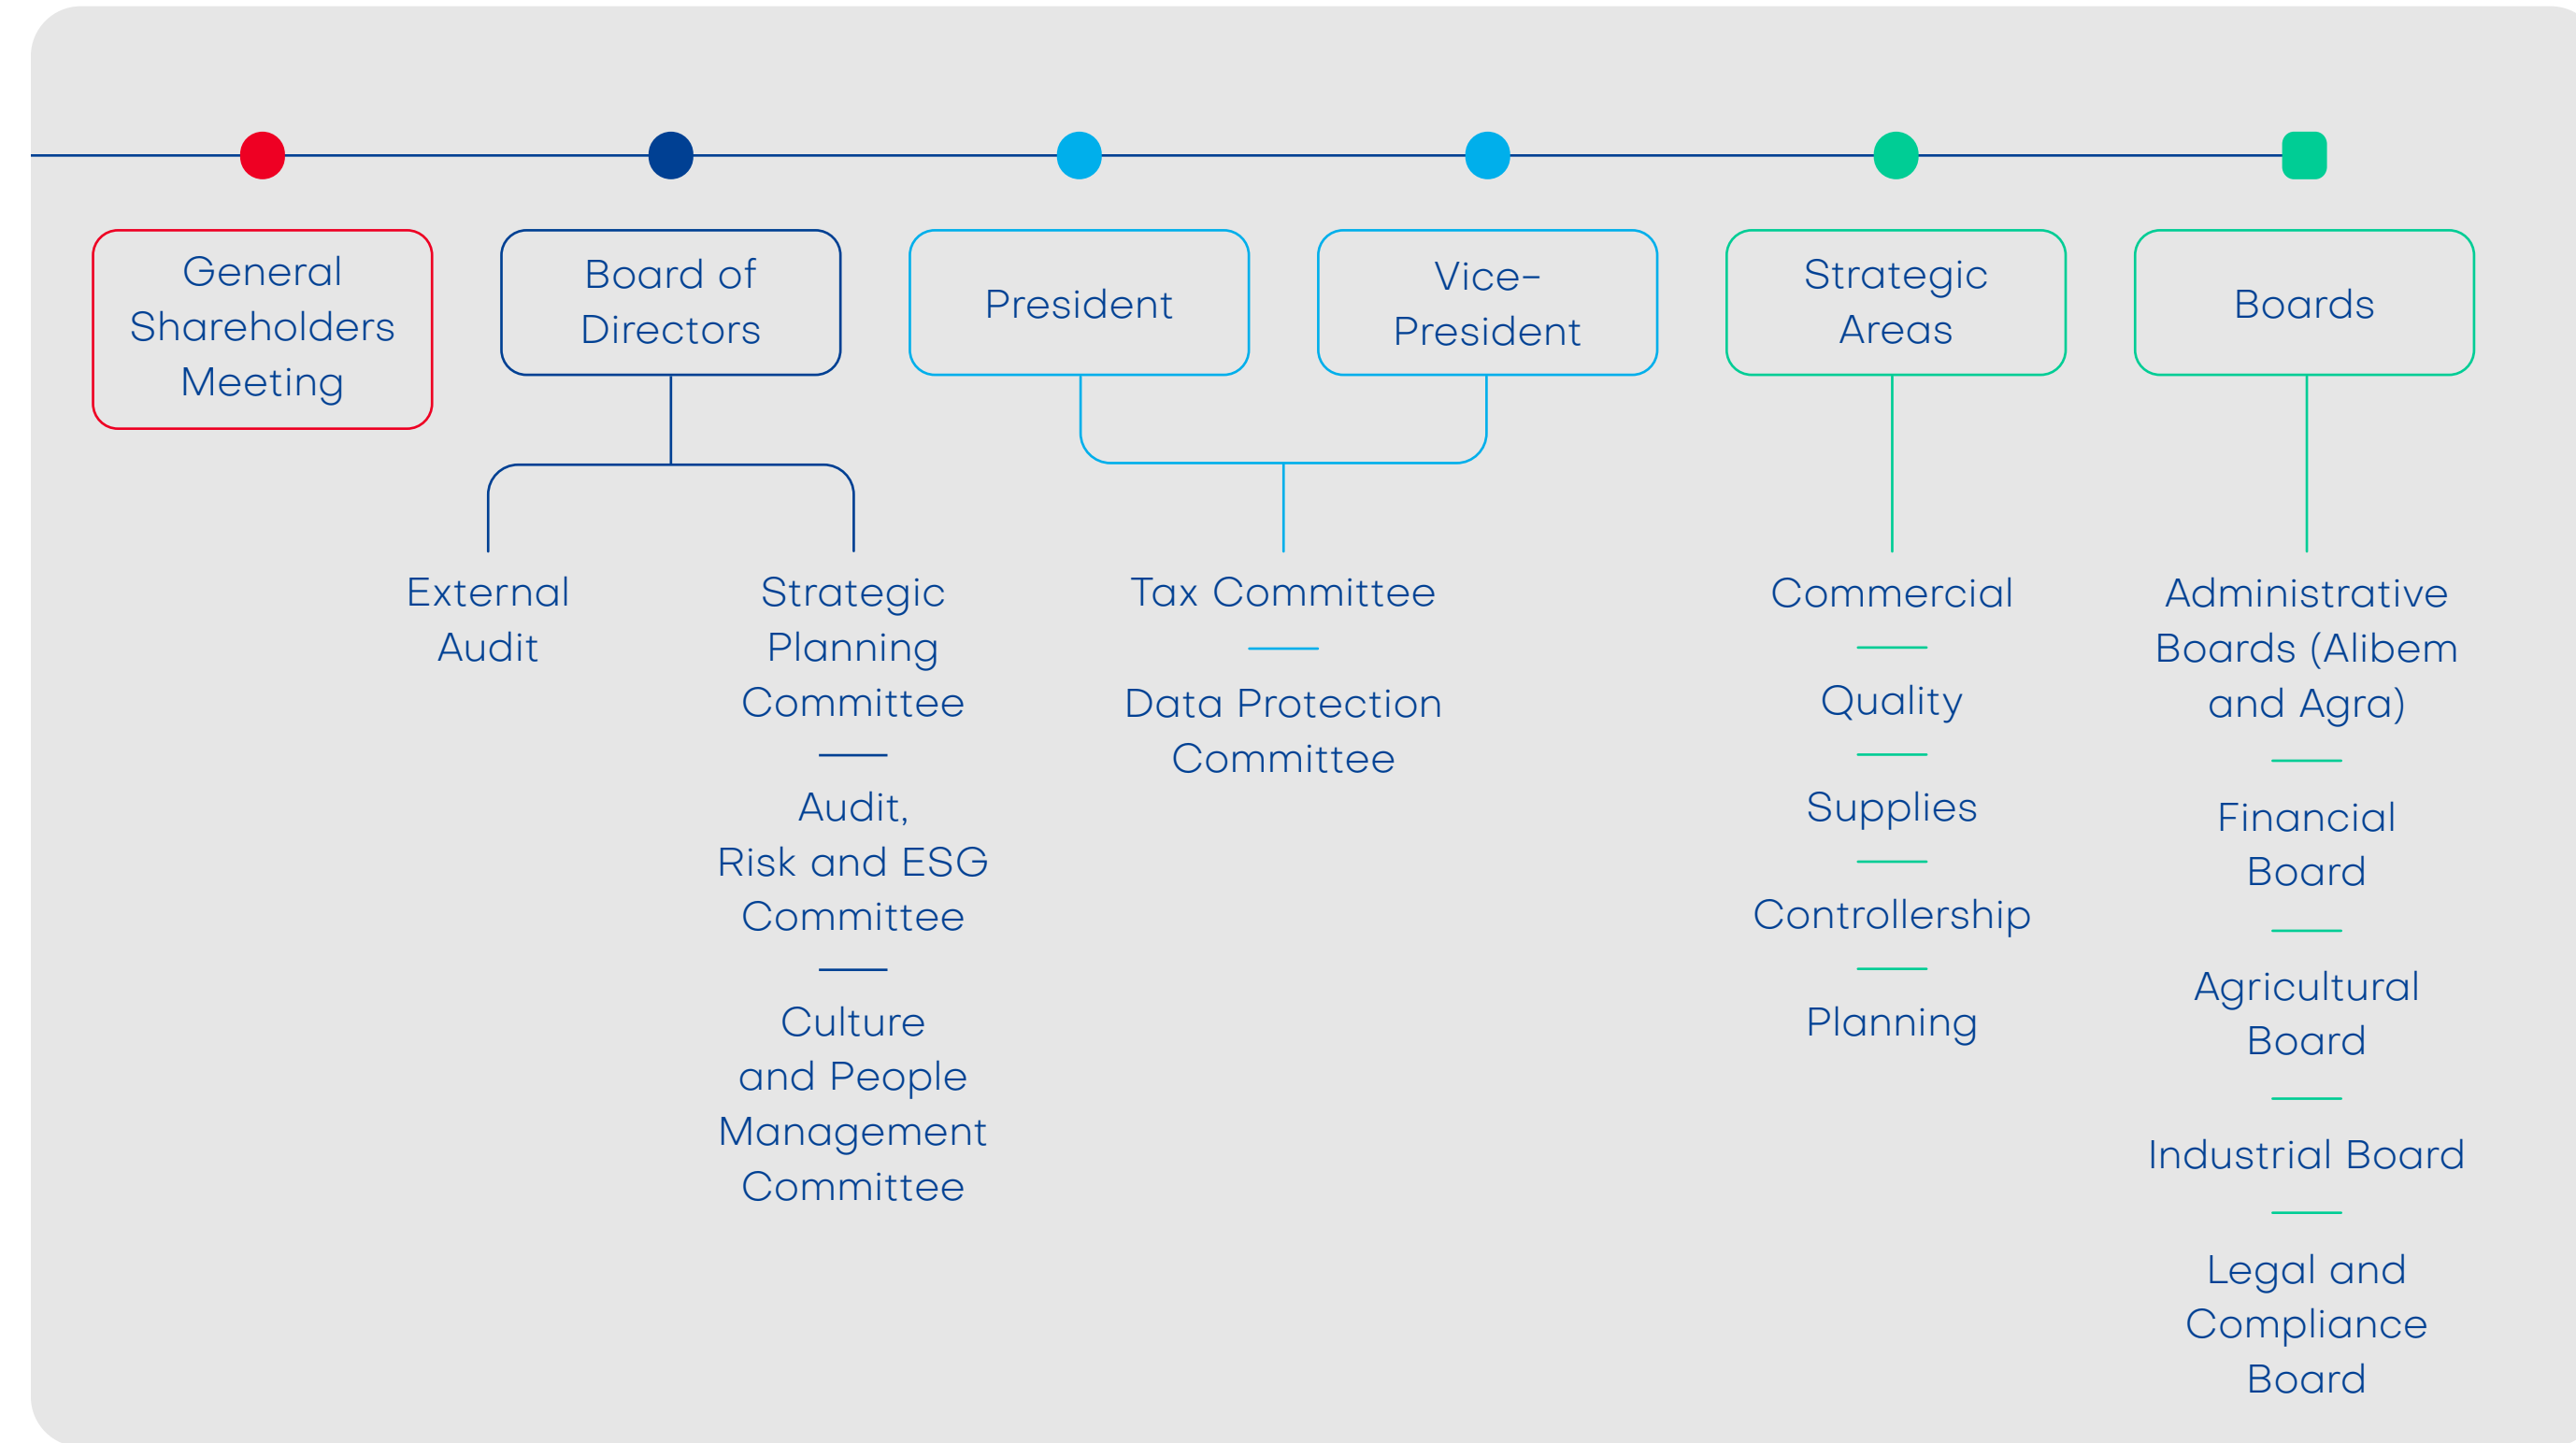 General
Shareholders
Meeting
Board of
Directors
President
Vice-
President
Strategic
Areas
Boards
External
Audit
Strategic
Planning
Committee
Audit,
Risk and ESG
Committee
Culture
and People
Management
Committee
Tax Committee
Data Protection
Committee
Commercial
Quality
Supplies
Controllership
Planning
Administrative
Boards (Alibem
and Agra)
Financial
Board
Agricultural
Board
Industrial Board
Legal and
Compliance
Board